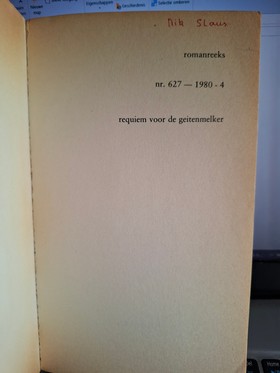 Rik Slaus
romanreeks
nr. 627 — 1980 - 4
requiem voor de geitenmelker